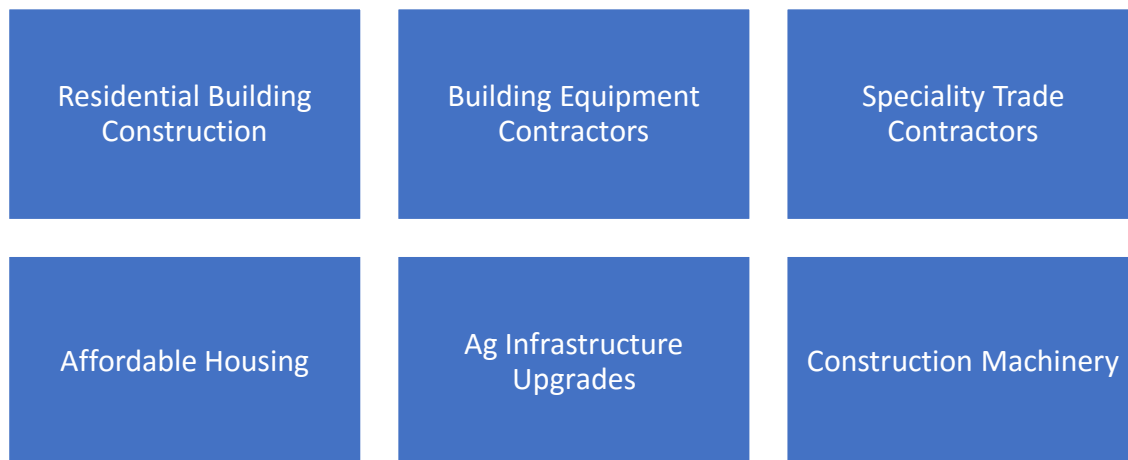 Residential Building
Construction
Building Equipment
Contractors
Speciality Trade
Contractors
Affordable Housing
Ag Infrastructure
Upgrades
Construction Machinery